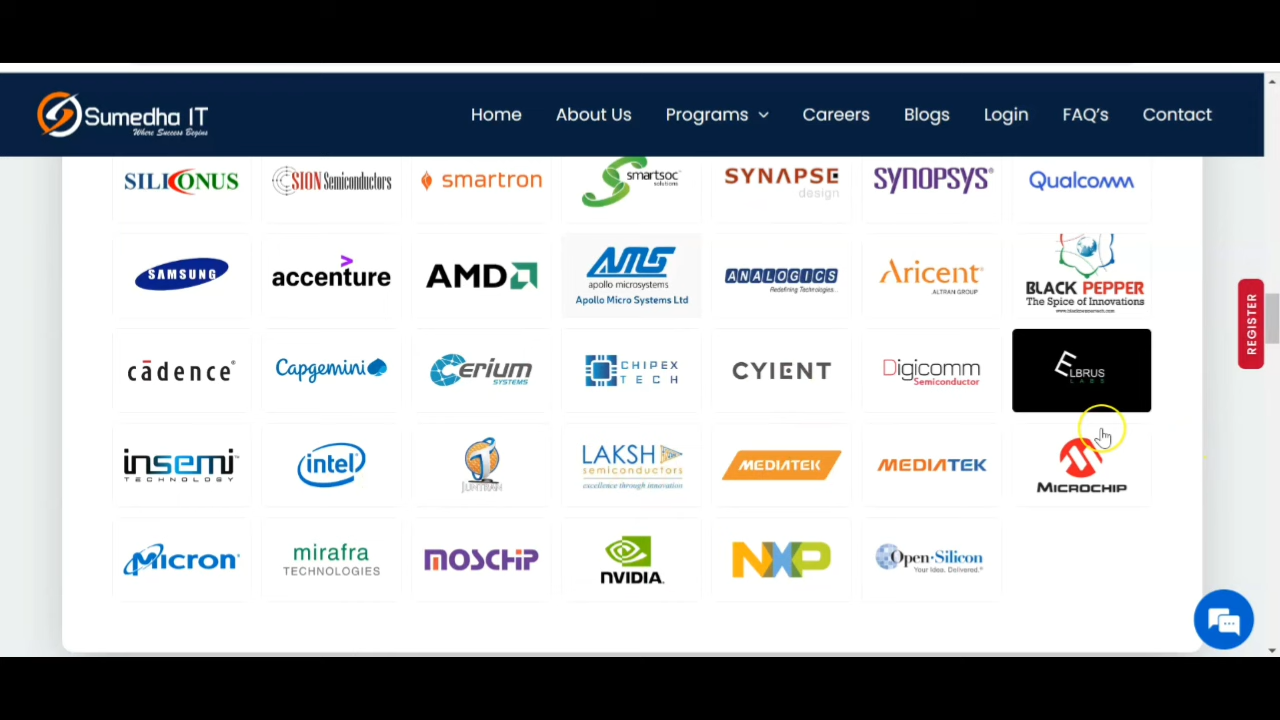 Sumedha IT
Where Success Begins
Home About Us Programs Careers Blogs Login FAQ's Contact
SILICONUS SION Semiconductors smartron smartsoc solutions SYNAPSE design SYNOPSYS® Qualcomm
SAMSUNG accenture AMD AMS apollo microsystems Apollo Micro Systems Ltd ANALOGICS Redefining Technologies... Aricent ALTRAN GROUP BLACK PEPPER The Spice of Innovations
REGISTER
cādence® Capgemini Cerium SYSTEMS CHIPEX TECH CYIENT Digicomm Semiconductor ELBRUS LABS
insemi TECHNOLOGY intel JUMTRAN LAKSH semiconductors excellence through innovation MEDIATEK MEDIATEK MICROCHIP
Micron mirafra TECHNOLOGIES MOSCHIP NVIDIA NXP Open-Silicon Your Idea. Delivered.